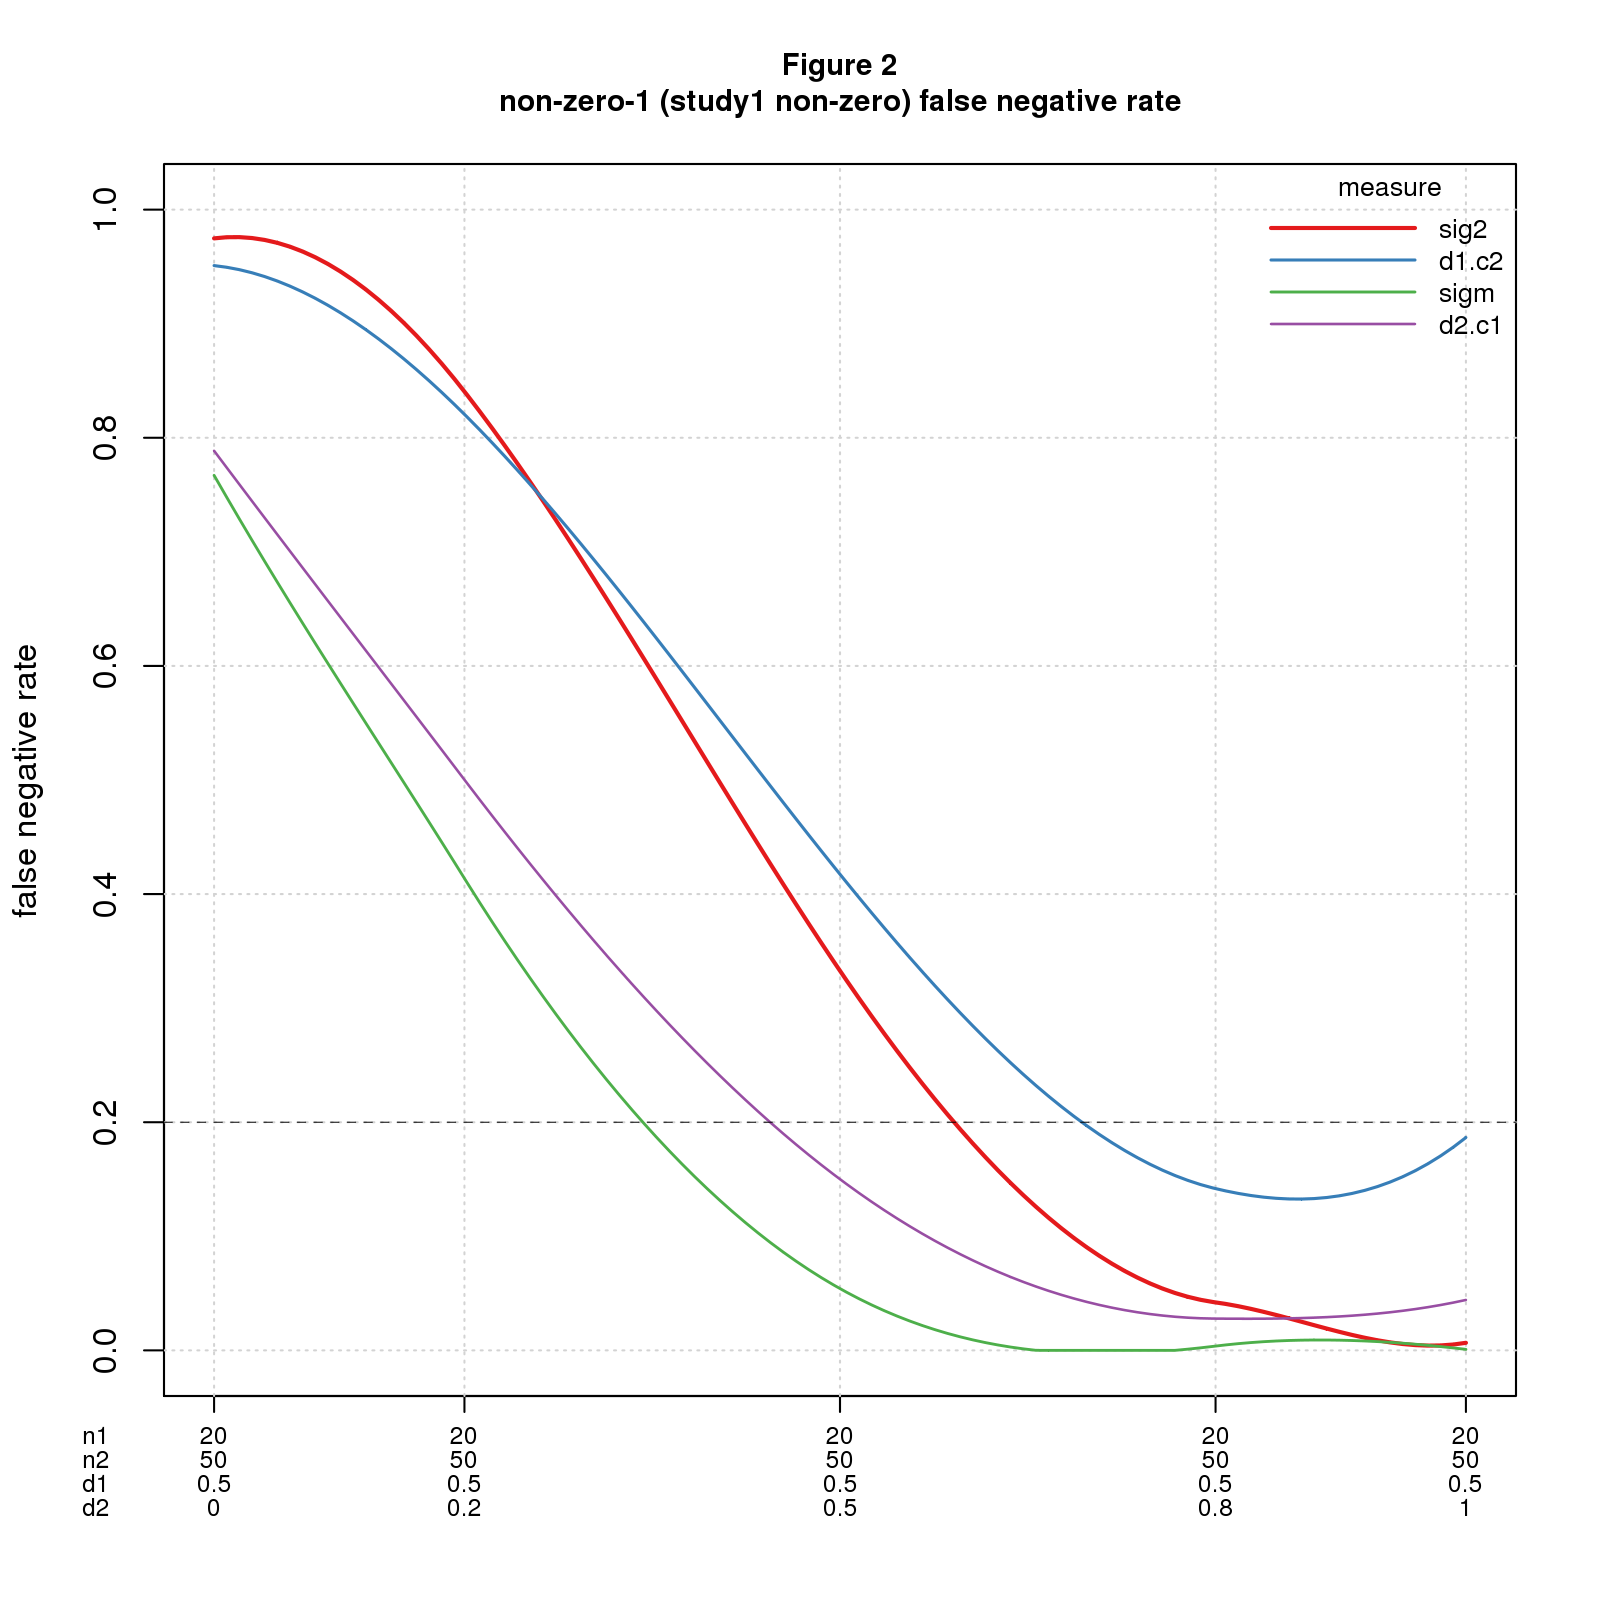 Figure 2
non-zero-1 (study1 non-zero) false negative rate
measure
sig2
d1.c2
sigm
d2.c1
false negative rate
1.0
0.8
0.6
0.4
0.2
0.0
n1 20 20 20 20 20
n2 50 50 50 50 50
d1 0.5 0.5 0.5 0.5 0.5
d2 0 0.2 0.5 0.8 1